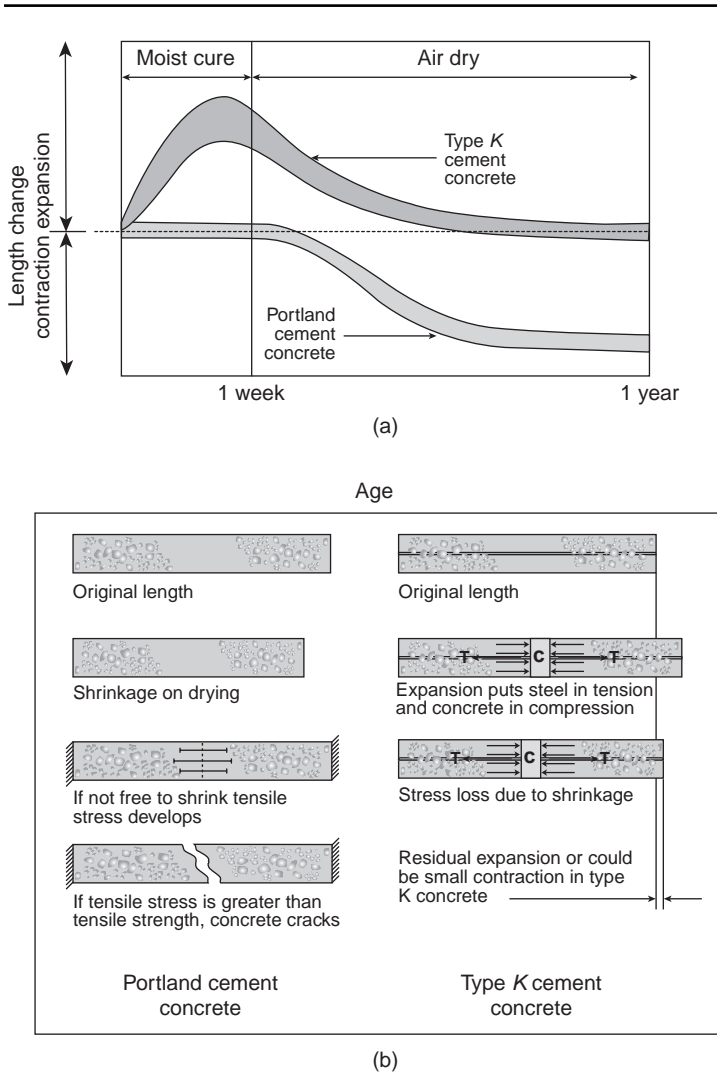 Moist cure
Air dry
Type K
cement
concrete
Length change
contraction expansion
Portland
cement
concrete
1 week
1 year
(a)
Age
Original length
Original length
T
C
T
Shrinkage on drying
Expansion puts steel in tension
and concrete in compression
T
C
T
If not free to shrink tensile
stress develops
Stress loss due to shrinkage
Residual expansion or could
be small contraction in type
K concrete
If tensile stress is greater than
tensile strength, concrete cracks
Portland cement
concrete
Type K cement
concrete
(b)